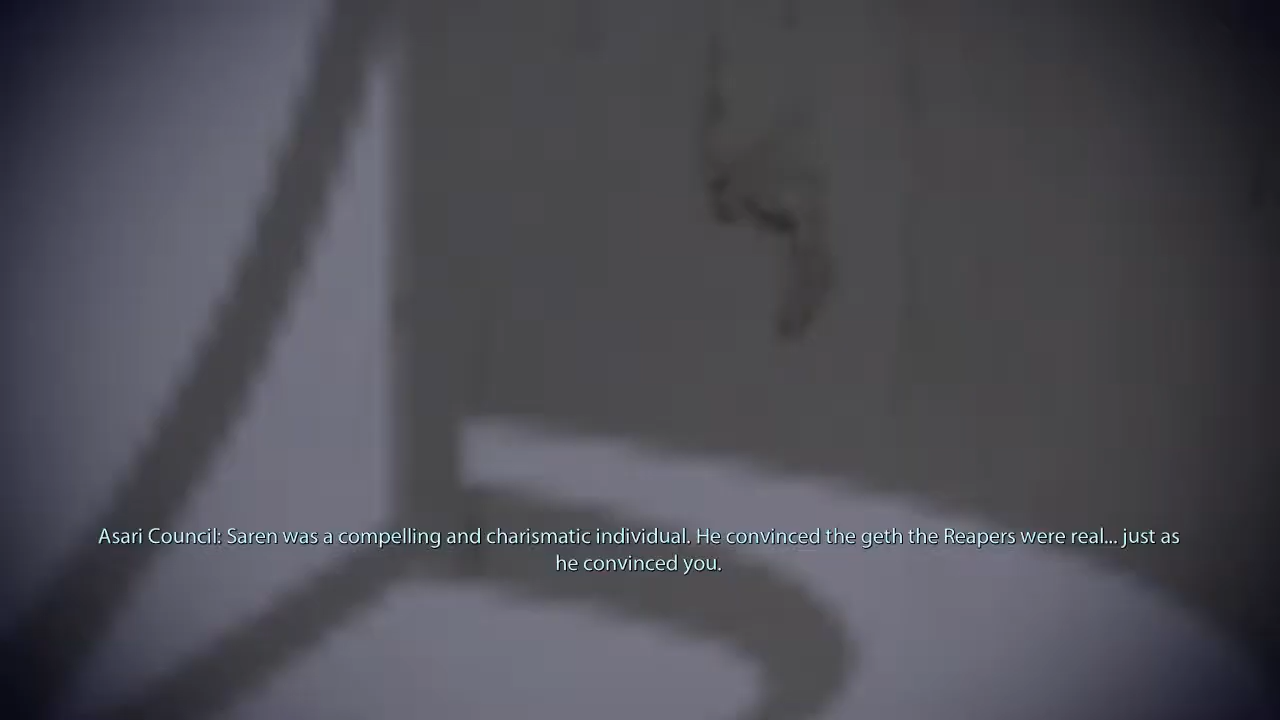 Asari Council: Saren was a compelling and charismatic individual. He convinced the geth the Reapers were real... just as
he convinced you.